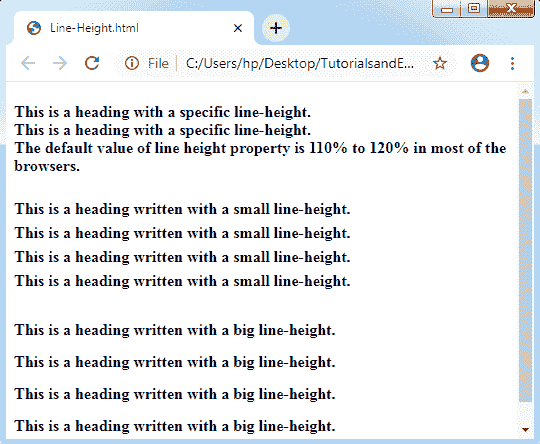 Line-Height.html
File C:/Users/hp/Desktop/TutorialsandE...
This is a heading with a specific line-height.
This is a heading with a specific line-height.
The default value of line height property is 110% to 120% in most of the
browsers.
This is a heading written with a small line-height.
This is a heading written with a small line-height.
This is a heading written with a small line-height.
This is a heading written with a small line-height.
This is a heading written with a big line-height.
This is a heading written with a big line-height.
This is a heading written with a big line-height.
This is a heading written with a big line-height.